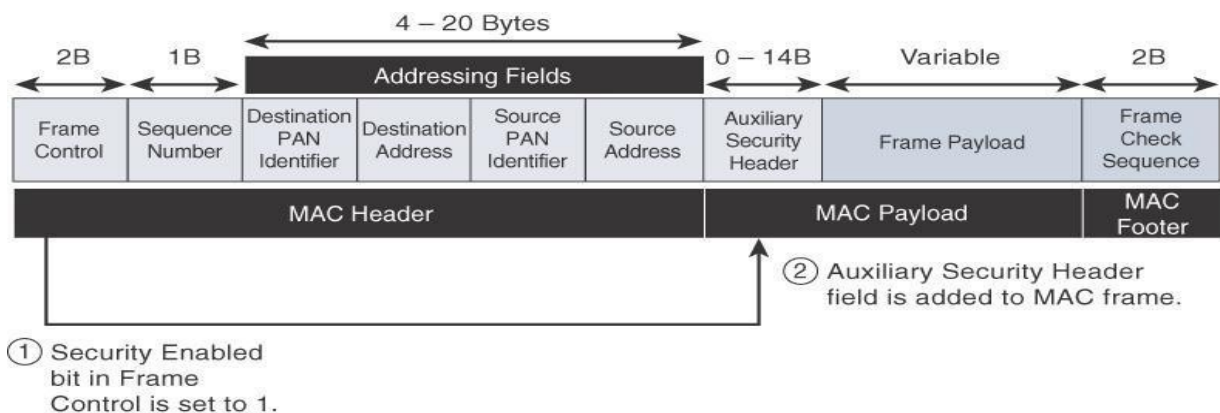 4 – 20 Bytes
2B 1B 0 – 14B Variable 2B
Addressing Fields
Frame Control
Sequence Number
Destination PAN Identifier
Destination Address
Source PAN Identifier
Source Address
Auxiliary Security Header
Frame Payload
Frame Check Sequence
MAC Header
MAC Payload
MAC Footer
2 Auxiliary Security Header
field is added to MAC frame.
1 Security Enabled
bit in Frame
Control is set to 1.